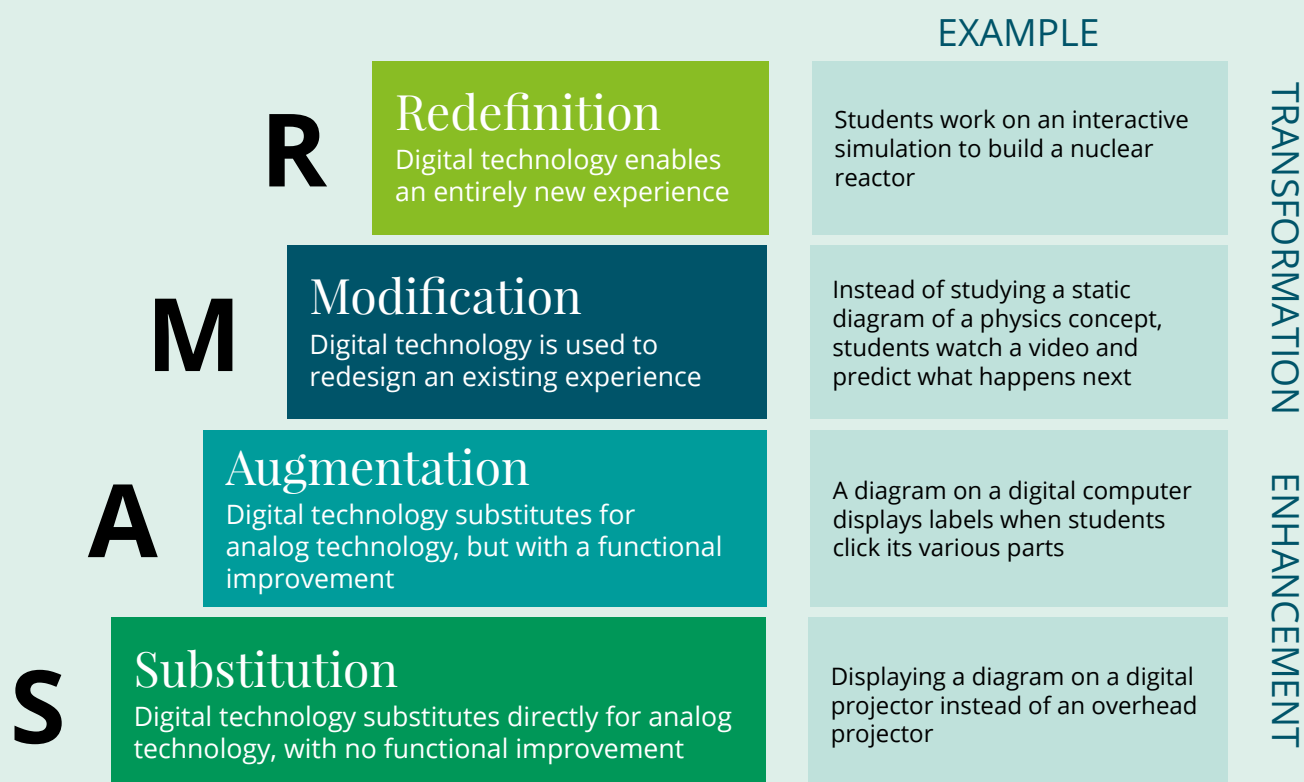 EXAMPLE
R
Redefinition
Digital technology enables
an entirely new experience
Students work on an interactive
simulation to build a nuclear
reactor
M
Modification
Digital technology is used to
redesign an existing experience
Instead of studying a static
diagram of a physics concept,
students watch a video and
predict what happens next
TRANSFORMATION
A
Augmentation
Digital technology substitutes for
analog technology, but with a functional
improvement
A diagram on a digital computer
displays labels when students
click its various parts
S
Substitution
Digital technology substitutes directly for analog
technology, with no functional improvement
Displaying a diagram on a digital
projector instead of an overhead
projector
ENHANCEMENT